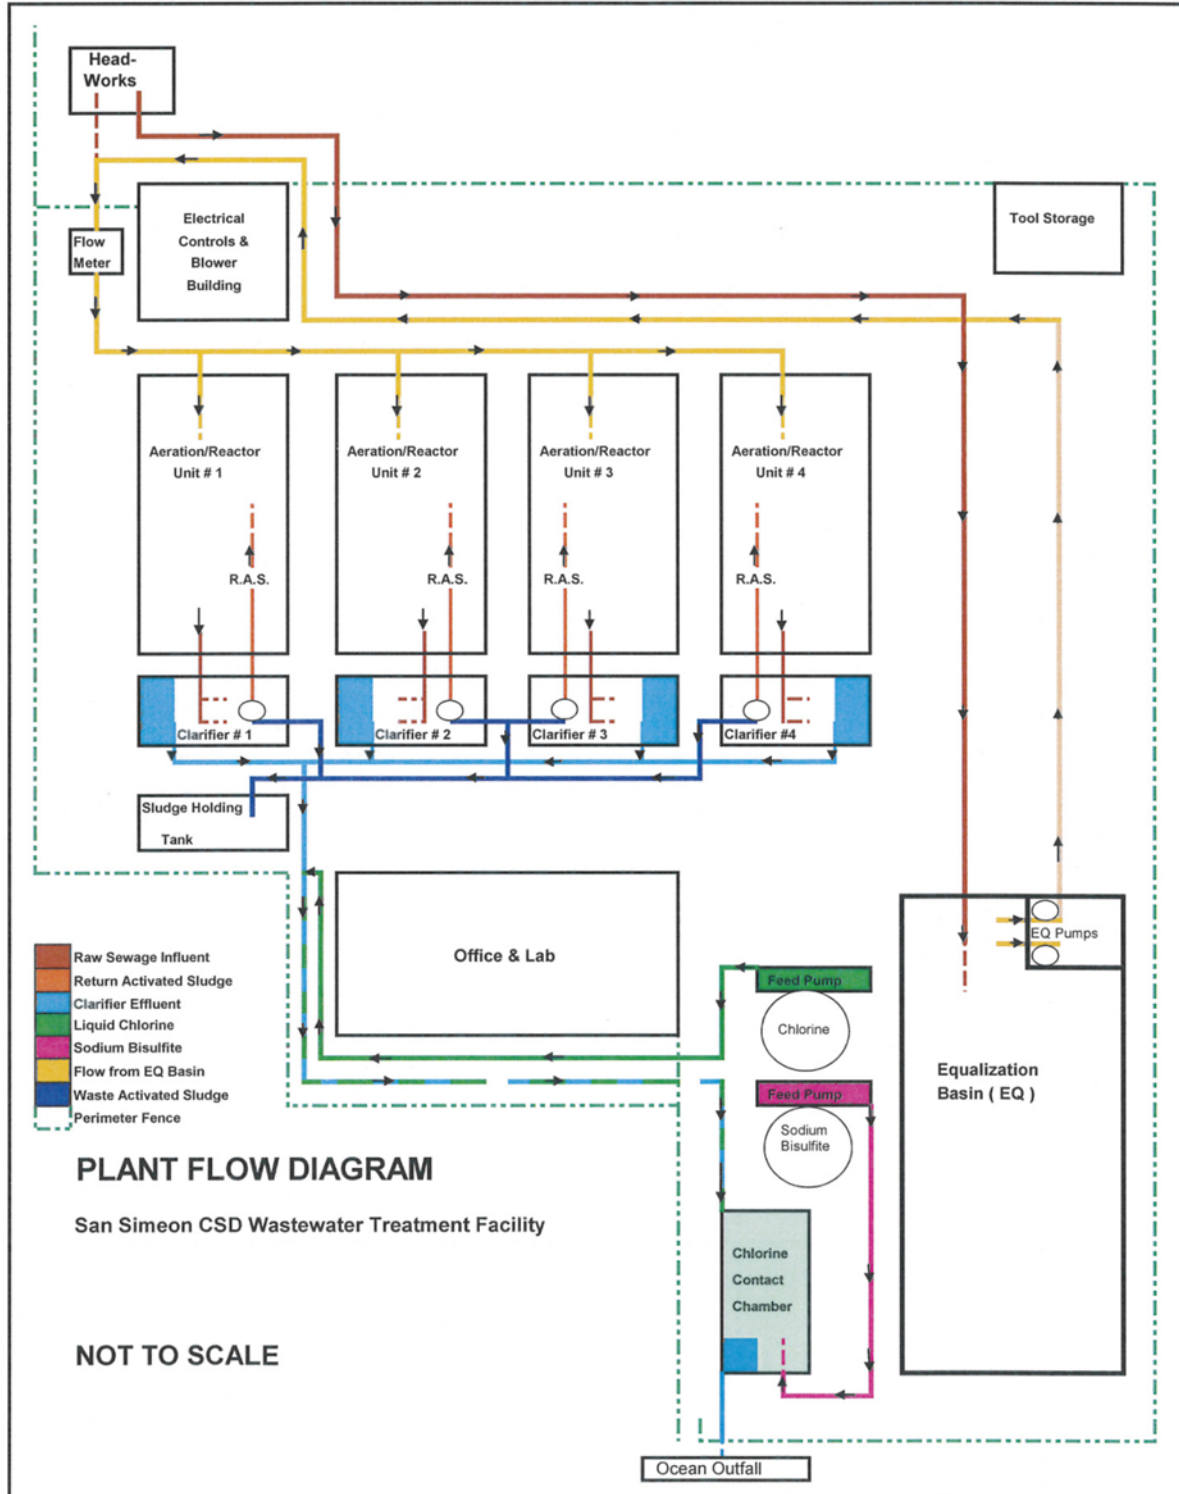 Head-
Works
Electrical
Controls &
Blower
Building
Tool Storage
Flow
Meter
Aeration/Reactor
Unit # 1
Aeration/Reactor
Unit # 2
Aeration/Reactor
Unit # 3
Aeration/Reactor
Unit #4
R.A.S.
R.A.S.
R.A.S.
R.A.S.
Clarifier # 1
Clarifier # 2
Clarifier # 3
Clarifier #4
Sludge Holding
Tank
Office & Lab
EQ Pumps
Equalization
Basin ( EQ )
Feed Pump
Chlorine
Feed Pump
Sodium
Bisulfite
Raw Sewage Influent
Return Activated Sludge
Clarifier Effluent
Liquid Chlorine
Sodium Bisulfite
Flow from EQ Basin
Waste Activated Sludge
Perimeter Fence
PLANT FLOW DIAGRAM
San Simeon CSD Wastewater Treatment Facility
NOT TO SCALE
Chlorine
Contact
Chamber
Ocean Outfall